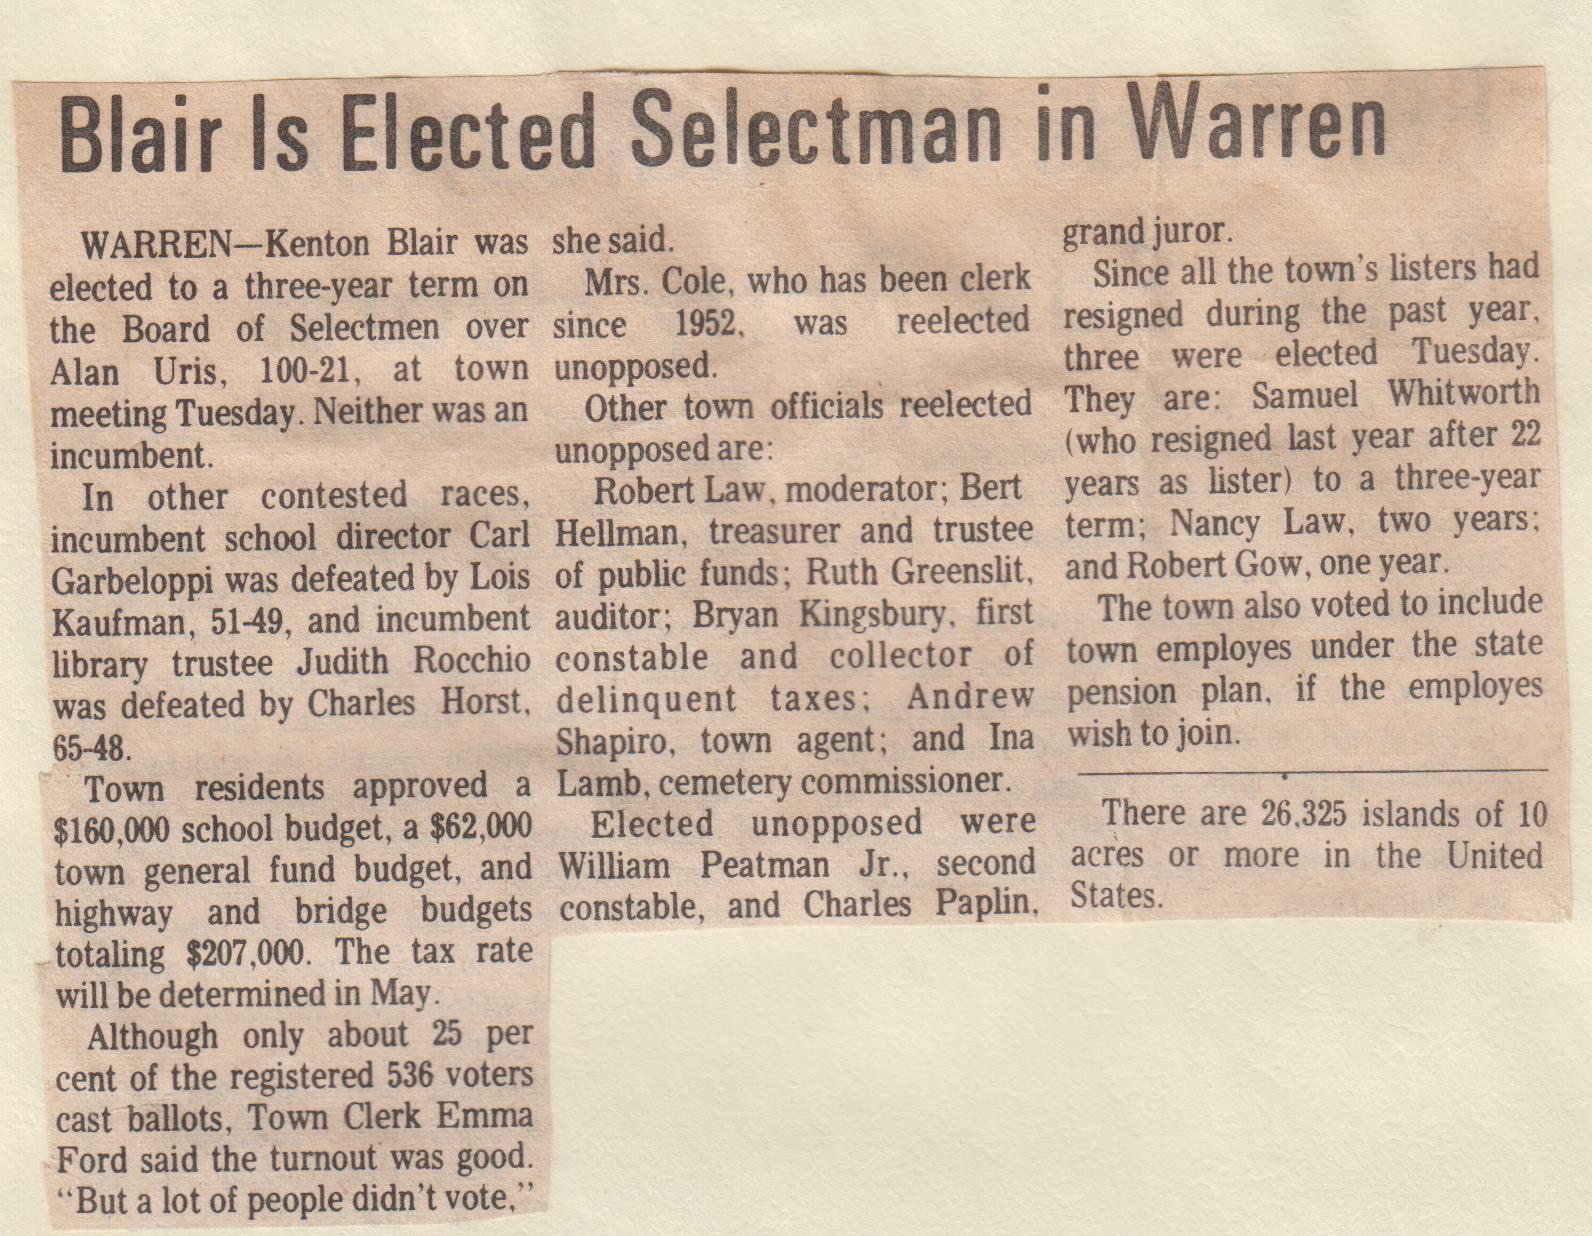 Blair Is Elected Selectman in Warren
WARREN—Kenton Blair was
elected to a three-year term on
the Board of Selectmen over
Alan Uris, 100-21, at town
meeting Tuesday. Neither was an
incumbent.
In other contested races,
incumbent school director Carl
Garbeloppi was defeated by Lois
Kaufman, 51-49, and incumbent
library trustee Judith Rocchio
was defeated by Charles Horst,
65-48.
Town residents approved a
$160,000 school budget, a $62,000
town general fund budget, and
highway and bridge budgets
totaling $207,000. The tax rate
will be determined in May.
Although only about 25 per
cent of the registered 536 voters
cast ballots, Town Clerk Emma
Ford said the turnout was good.
“But a lot of people didn’t vote,”
she said.
Mrs. Cole, who has been clerk
since 1952, was reelected
unopposed.
Other town officials reelected
unopposed are:
Robert Law, moderator; Bert
Hellman, treasurer and trustee
of public funds; Ruth Greenslit,
auditor; Bryan Kingsbury, first
constable and collector of
delinquent taxes; Andrew
Shapiro, town agent; and Ina
Lamb, cemetery commissioner.
Elected unopposed were
William Peatman Jr., second
constable, and Charles Paplin,
grand juror.
Since all the town’s listers had
resigned during the past year,
three were elected Tuesday.
They are: Samuel Whitworth
(who resigned last year after 22
years as lister) to a three-year
term; Nancy Law, two years;
and Robert Gow, one year.
The town also voted to include
town employes under the state
pension plan, if the employes
wish to join.
There are 26,325 islands of 10
acres or more in the United
States.